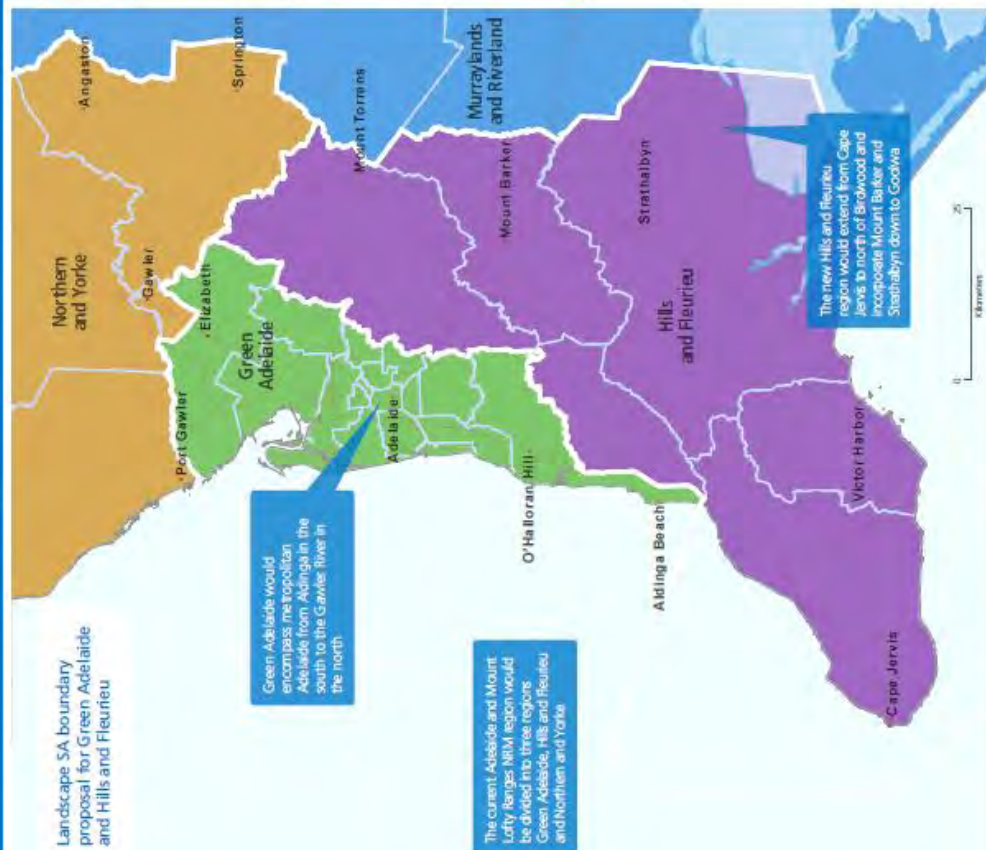 Landscape SA boundary
proposal for Green Adelaide
and Hills and Fleurieu
Green Adelaide would
encompass metropolitan
Adelaide from Aldinga in the
south to the Gawler River in
the north
The current Adelaide and Mount
Lofty Ranges NRM region would
be divided into three regions
Green Adelaide, Hills and Fleurieu
and Northern and Yorke
The new Hills and Fleurieu
region would extend from Cape
Jervis to north of Birdwood and
incorporate Mount Barker and
Strathalbyn down to Goolwa
Northern
and Yorke
Angaston
Springton
Gawler
Port Gawler
Elizabeth
Green
Adelaide
Adelaide
Mount Torrens
Murraylands
and Riverland
Mount Barker
O'Halloran Hill
Strathalbyn
Aldinga Beach
Hills
and Fleurieu
Victor Harbor
Cape Jervis
0 25
Kilometers